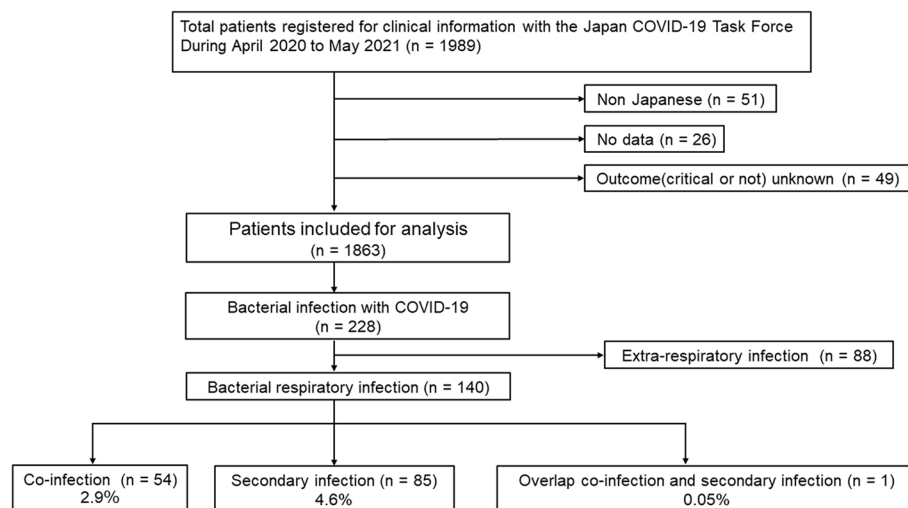 Total patients registered for clinical information with the Japan COVID-19 Task Force
During April 2020 to May 2021 (n = 1989)
Non Japanese (n = 51)
No data (n = 26)
Outcome(critical or not) unknown (n = 49)
Patients included for analysis
(n = 1863)
Bacterial infection with COVID-19
(n = 228)
Extra-respiratory infection (n = 88)
Bacterial respiratory infection (n = 140)
Co-infection (n = 54)
2.9%
Secondary infection (n = 85)
4.6%
Overlap co-infection and secondary infection (n = 1)
0.05%